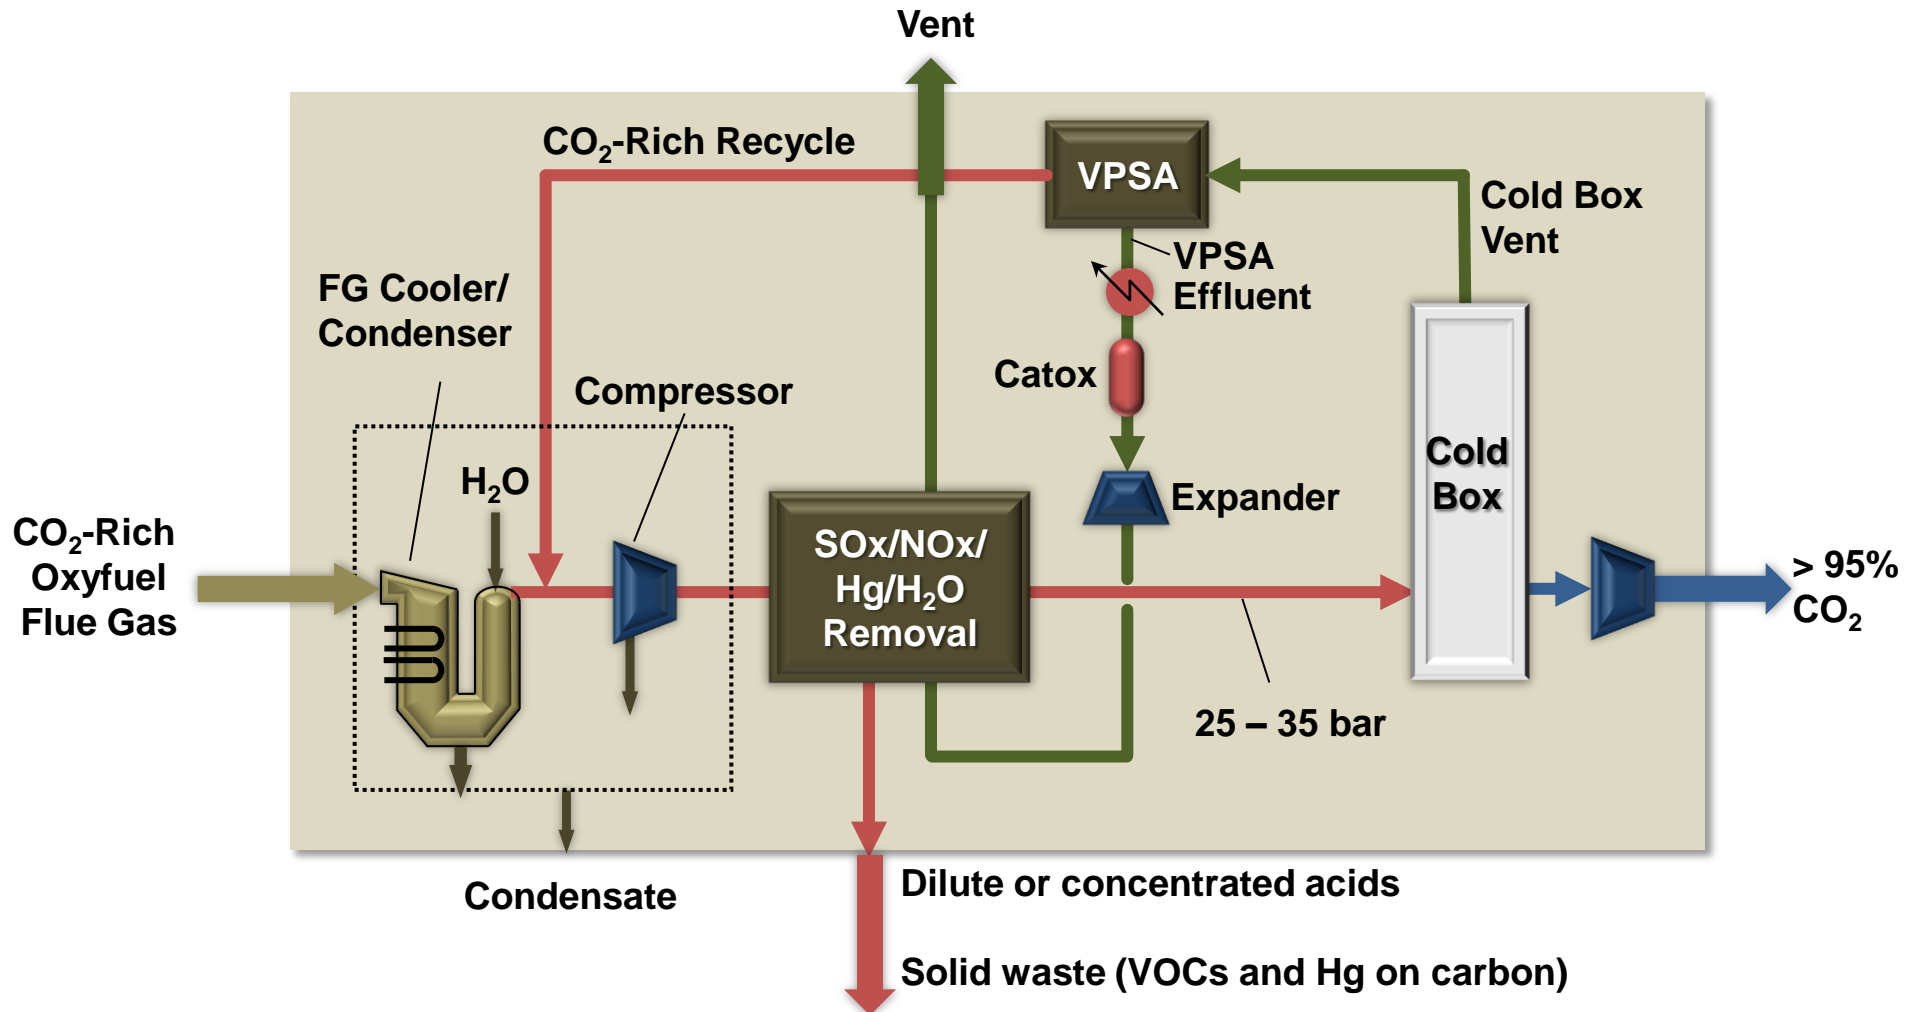 Vent
CO₂-Rich Recycle
VPSA
Cold Box
Vent
VPSA
Effluent
FG Cooler/
Condenser
Catox
Compressor
Cold
Box
H₂O
Expander
CO₂-Rich
Oxyfuel
Flue Gas
SOx/NOx/
Hg/H₂O
Removal
> 95%
CO₂
25 – 35 bar
Condensate
Dilute or concentrated acids
Solid waste (VOCs and Hg on carbon)